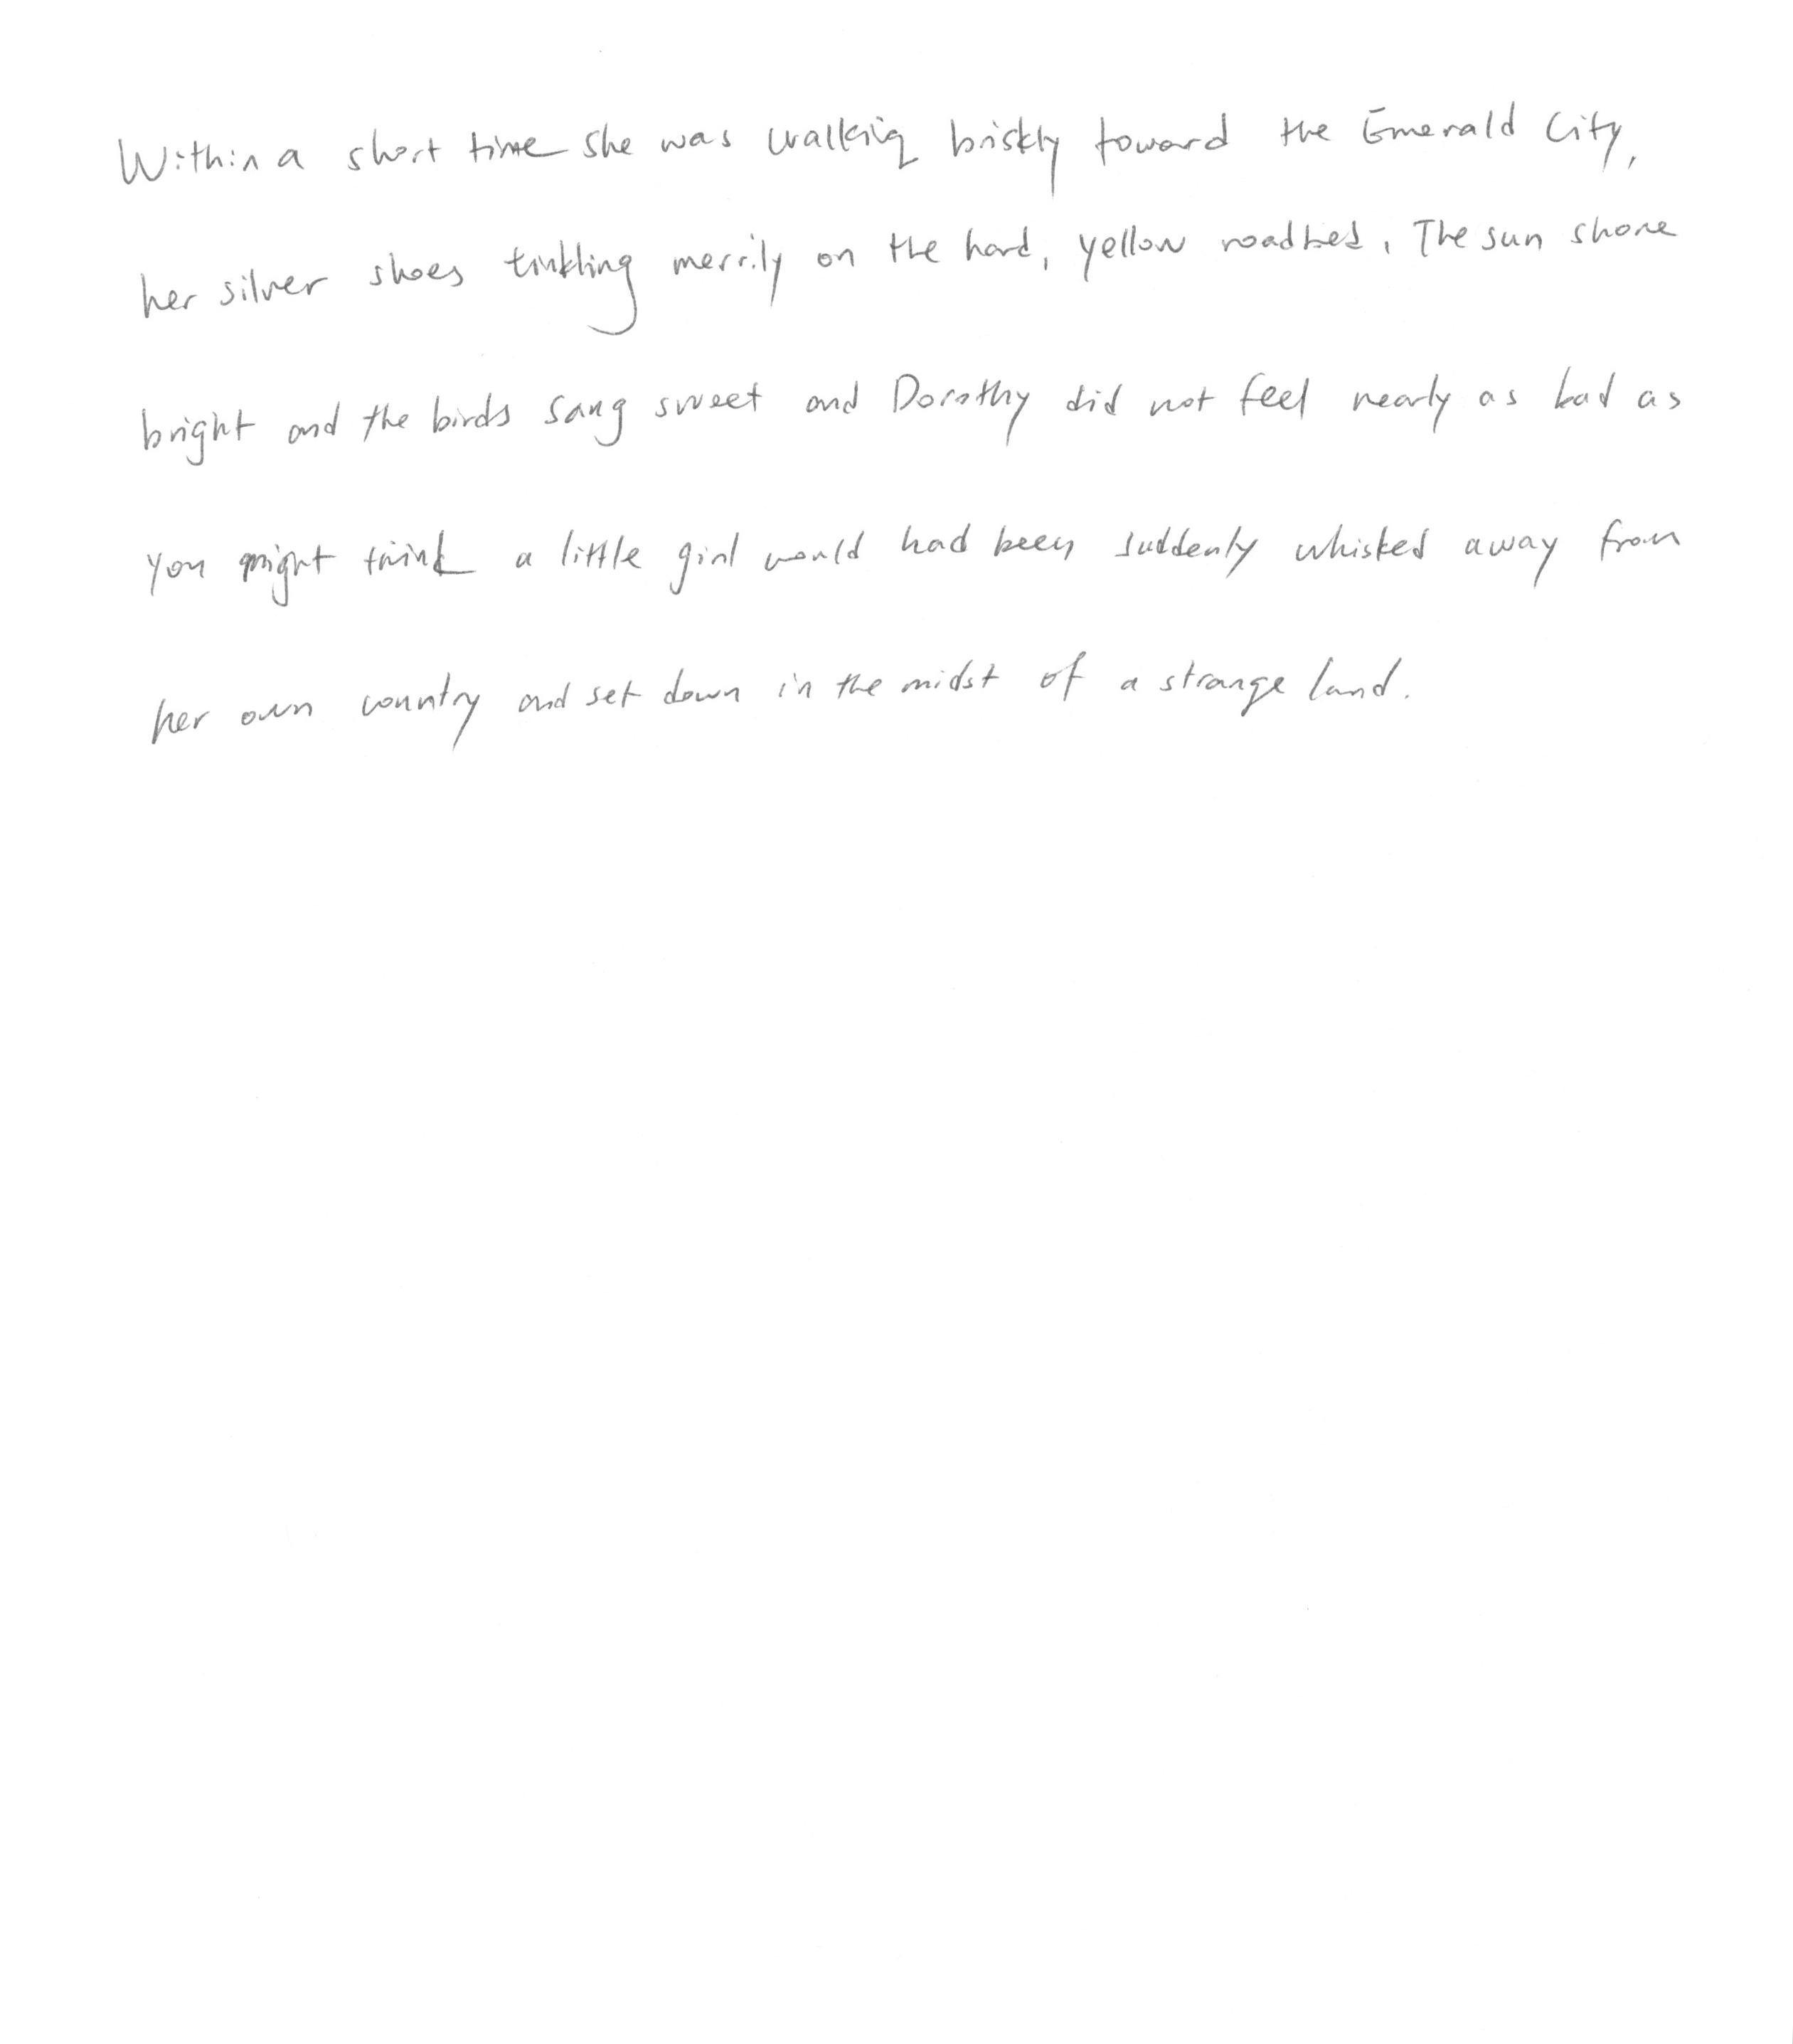 Within a short time she was walking briskly toward the Emerald City,
her silver shoes tinkling merrily on the hard, yellow roadbed. The sun shone
bright and the birds sang sweet and Dorothy did not feel nearly as bad as
you might think a little girl would had been suddenly whisked away from
her own country and set down in the midst of a strange land.